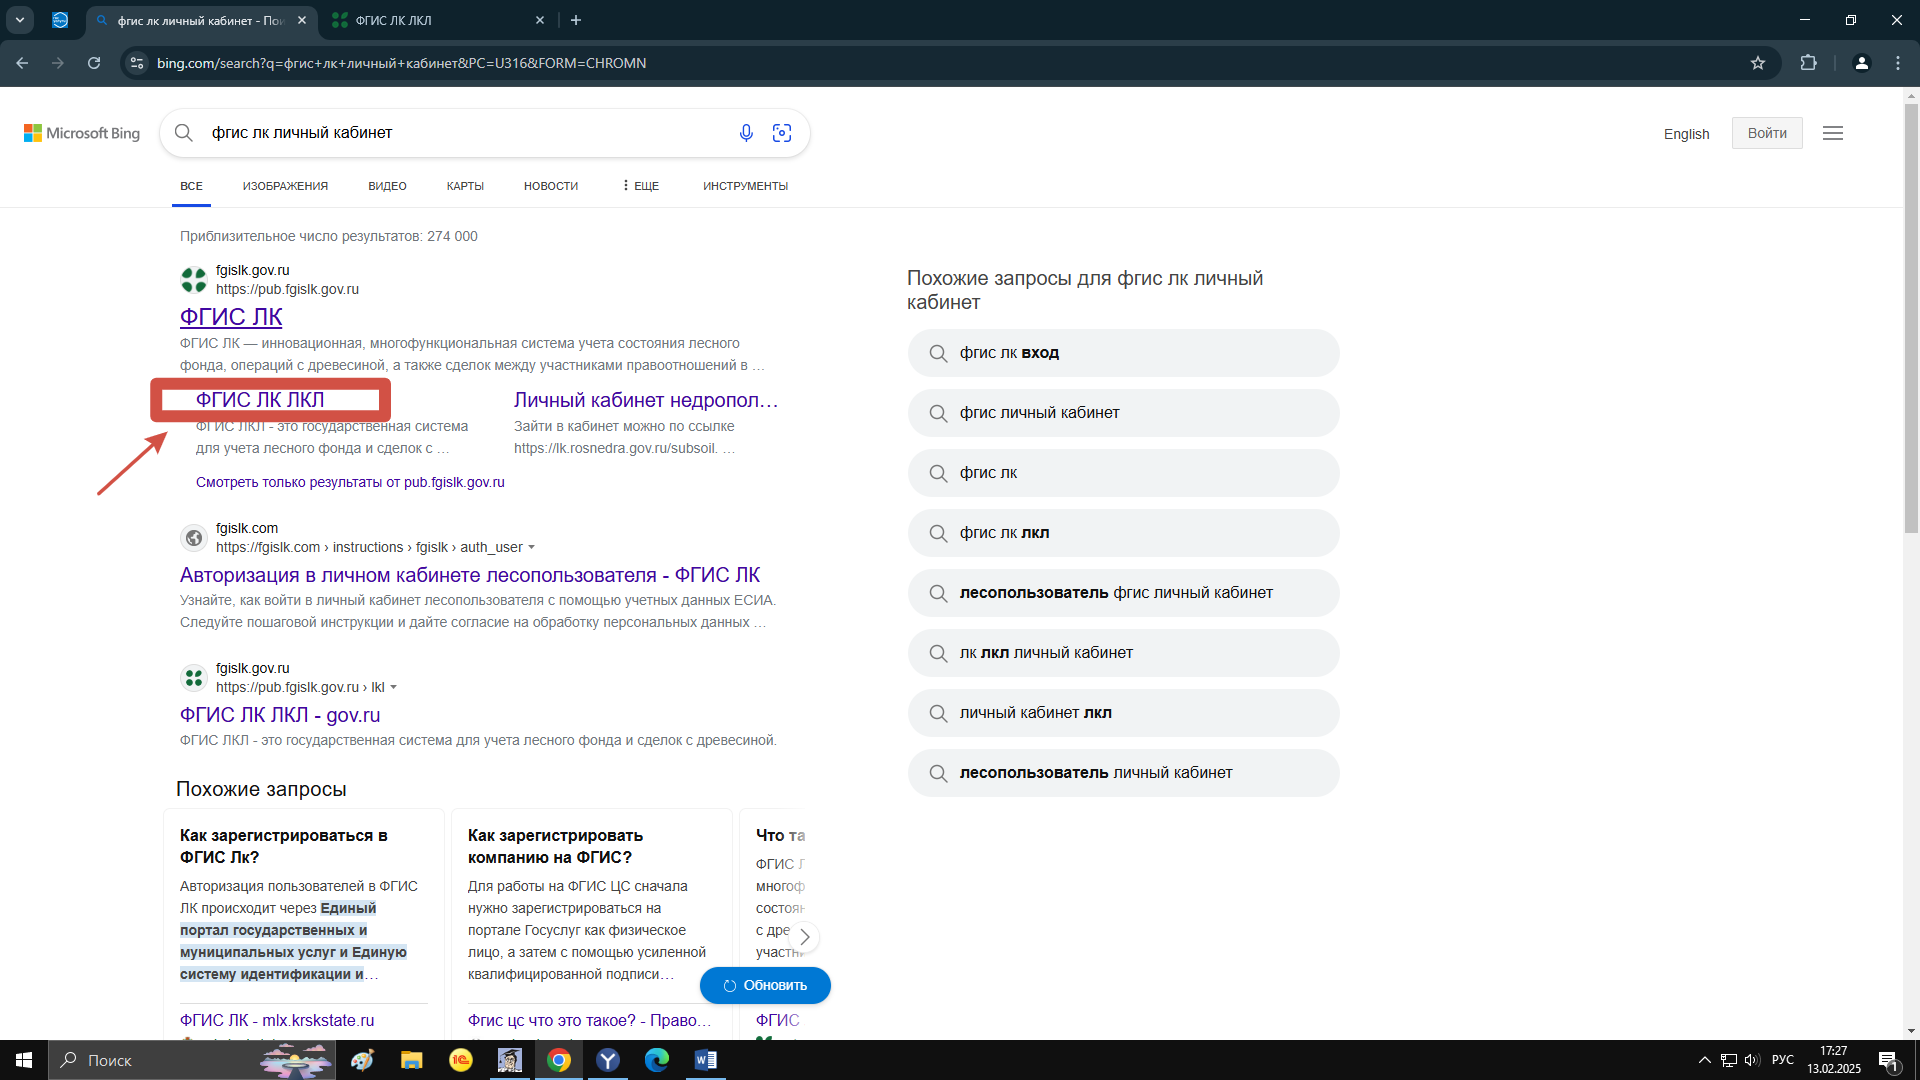 фгис лк личный кабинет - Пои
ФГИС ЛК ЛКЛ
bing.com/search?q=фгис+лк+личный+кабинет&PC=U316&FORM=CHROMN
Microsoft Bing
фгис лк личный кабинет
English
Войти
ВСЕ
ИЗОБРАЖЕНИЯ
ВИДЕО
КАРТЫ
НОВОСТИ
ЕЩЕ
ИНСТРУМЕНТЫ
Приблизительное число результатов: 274 000
fgislk.gov.ru
https://pub.fgislk.gov.ru
ФГИС ЛК
ФГИС ЛК — инновационная, многофункциональная система учета состояния лесного
фонда, операций с древесиной, а также сделок между участниками правоотношений в …
ФГИС ЛК ЛКЛ
ФГИС ЛКЛ - это государственная система
для учета лесного фонда и сделок с …
Личный кабинет недропол…
Зайти в кабинет можно по ссылке
https://lk.rosnedra.gov.ru/subsoil. …
Смотреть только результаты от pub.fgislk.gov.ru
fgislk.com
https://fgislk.com › instructions › fgislk › auth_user
Авторизация в личном кабинете лесопользователя - ФГИС ЛК
Узнайте, как войти в личный кабинет лесопользователя с помощью учетных данных ЕСИА.
Следуйте пошаговой инструкции и дайте согласие на обработку персональных данных …
fgislk.gov.ru
https://pub.fgislk.gov.ru › lkl
ФГИС ЛК ЛКЛ - gov.ru
ФГИС ЛКЛ - это государственная система для учета лесного фонда и сделок с древесиной.
Похожие запросы
Как зарегистрироваться в
ФГИС Лк?
Авторизация пользователей в ФГИС
ЛК происходит через Единый
портал государственных и
муниципальных услуг и Единую
систему идентификации и…
ФГИС ЛК - mlx.krskstate.ru
Как зарегистрировать
компанию на ФГИС?
Для работы на ФГИС ЦС сначала
нужно зарегистрироваться на
портале Госуслуг как физическое
лицо, а затем с помощью усиленной
квалифицированной подписи…
Фгис цс что это такое? - Право…
Что та
ФГИС Л
многоф
состоян
с дре
участн
ФГИС
Обновить
Похожие запросы для фгис лк личный
кабинет
фгис лк вход
фгис личный кабинет
фгис лк
фгис лк лкл
лесопользователь фгис личный кабинет
лк лкл личный кабинет
личный кабинет лкл
лесопользователь личный кабинет
Поиск
РУС
17:27
13.02.2025
1